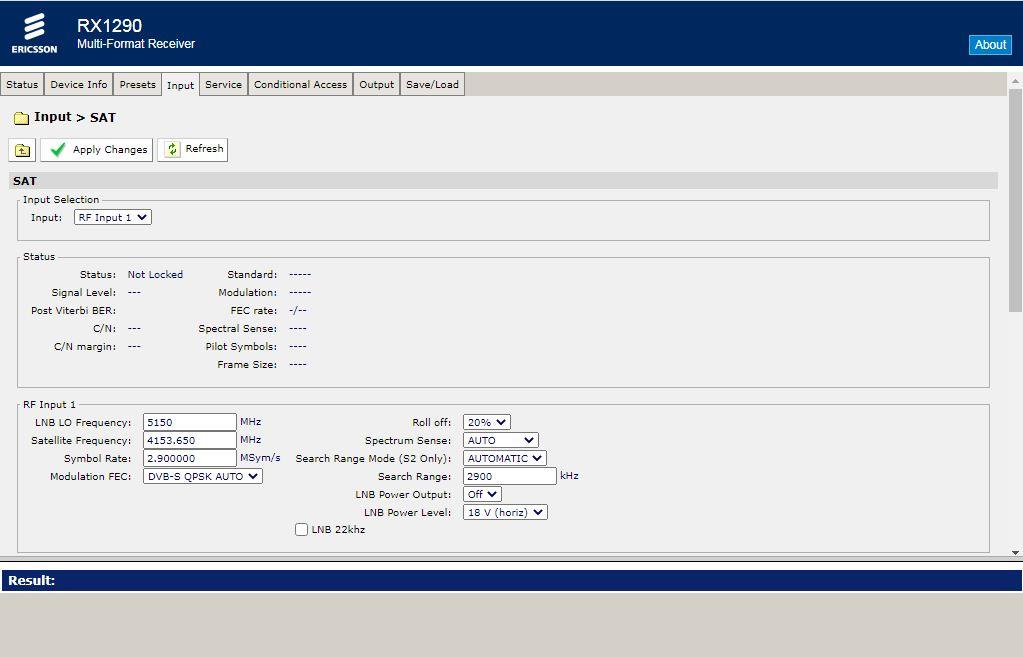 RX1290
Multi-Format Receiver
ERICSSON
About
Status Device Info Presets Input Service Conditional Access Output Save/Load
Input > SAT
Apply Changes Refresh
SAT
Input Selection
Input: RF Input 1
Status
Status: Not Locked Standard: -----
Signal Level: --- Modulation: -----
Post Viterbi BER: FEC rate: -/--
C/N: --- Spectral Sense: ----
C/N margin: --- Pilot Symbols: ----
Frame Size: ----
RF Input 1
LNB LO Frequency: 5150 MHz Roll off: 20%
Satellite Frequency: 4153.650 MHz Spectrum Sense: AUTO
Symbol Rate: 2.900000 MSym/s Search Range Mode (S2 Only): AUTOMATIC
Modulation FEC: DVB-S QPSK AUTO Search Range: 2900 kHz
LNB Power Output: Off
LNB Power Level: 18 V (horiz)
LNB 22khz
Result: